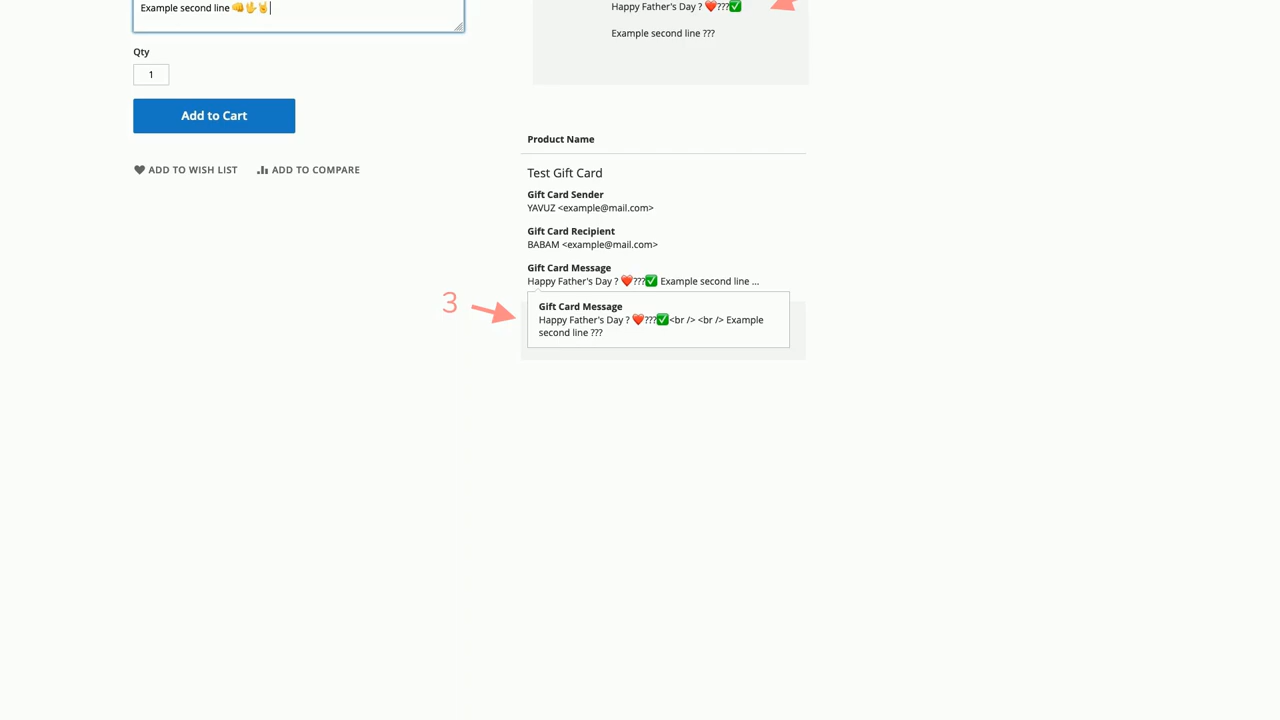 Example second line 👊🖖🤘
Qty
1
Add to Cart
ADD TO WISH LIST
ADD TO COMPARE
Happy Father's Day ? ❤️???✅
Example second line ???
Product Name
Test Gift Card
Gift Card Sender
YAVUZ <example@mail.com>
Gift Card Recipient
BABAM <example@mail.com>
Gift Card Message
Happy Father's Day ? ❤️???✅ Example second line ...
3
Gift Card Message
Happy Father's Day ? ❤️???✅<br /> <br /> Example
second line ???